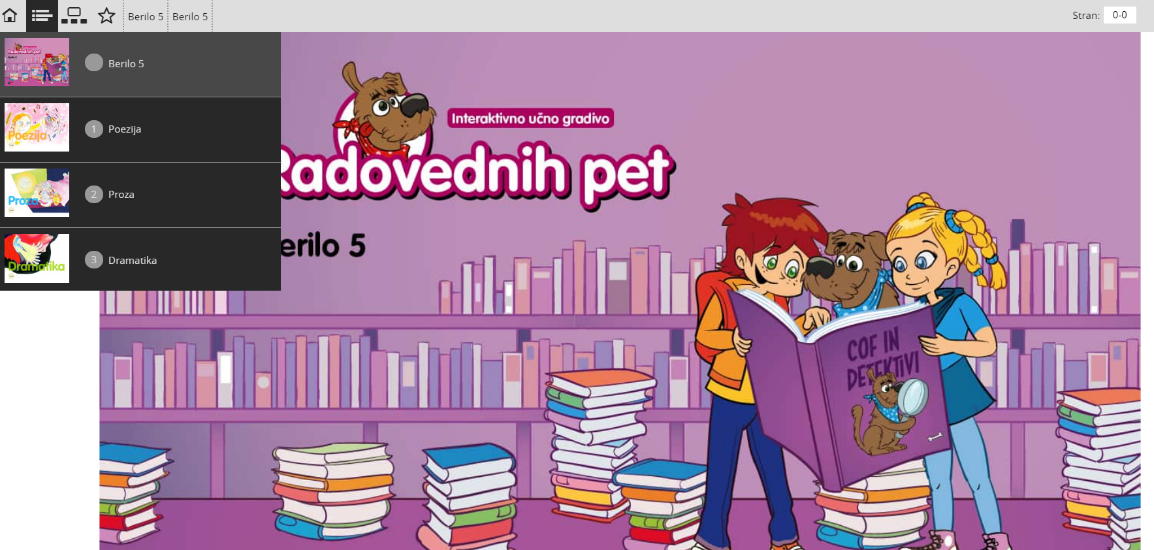 Berilo 5
Berilo 5
Stran:
0-0
Berilo 5
Poezija
1
Poezija
Proza
2
Proza
Dramatika
3
Dramatika
Interaktivno učno gradivo
Radovednih pet
erilo 5
COF IN
DETEKTIVI